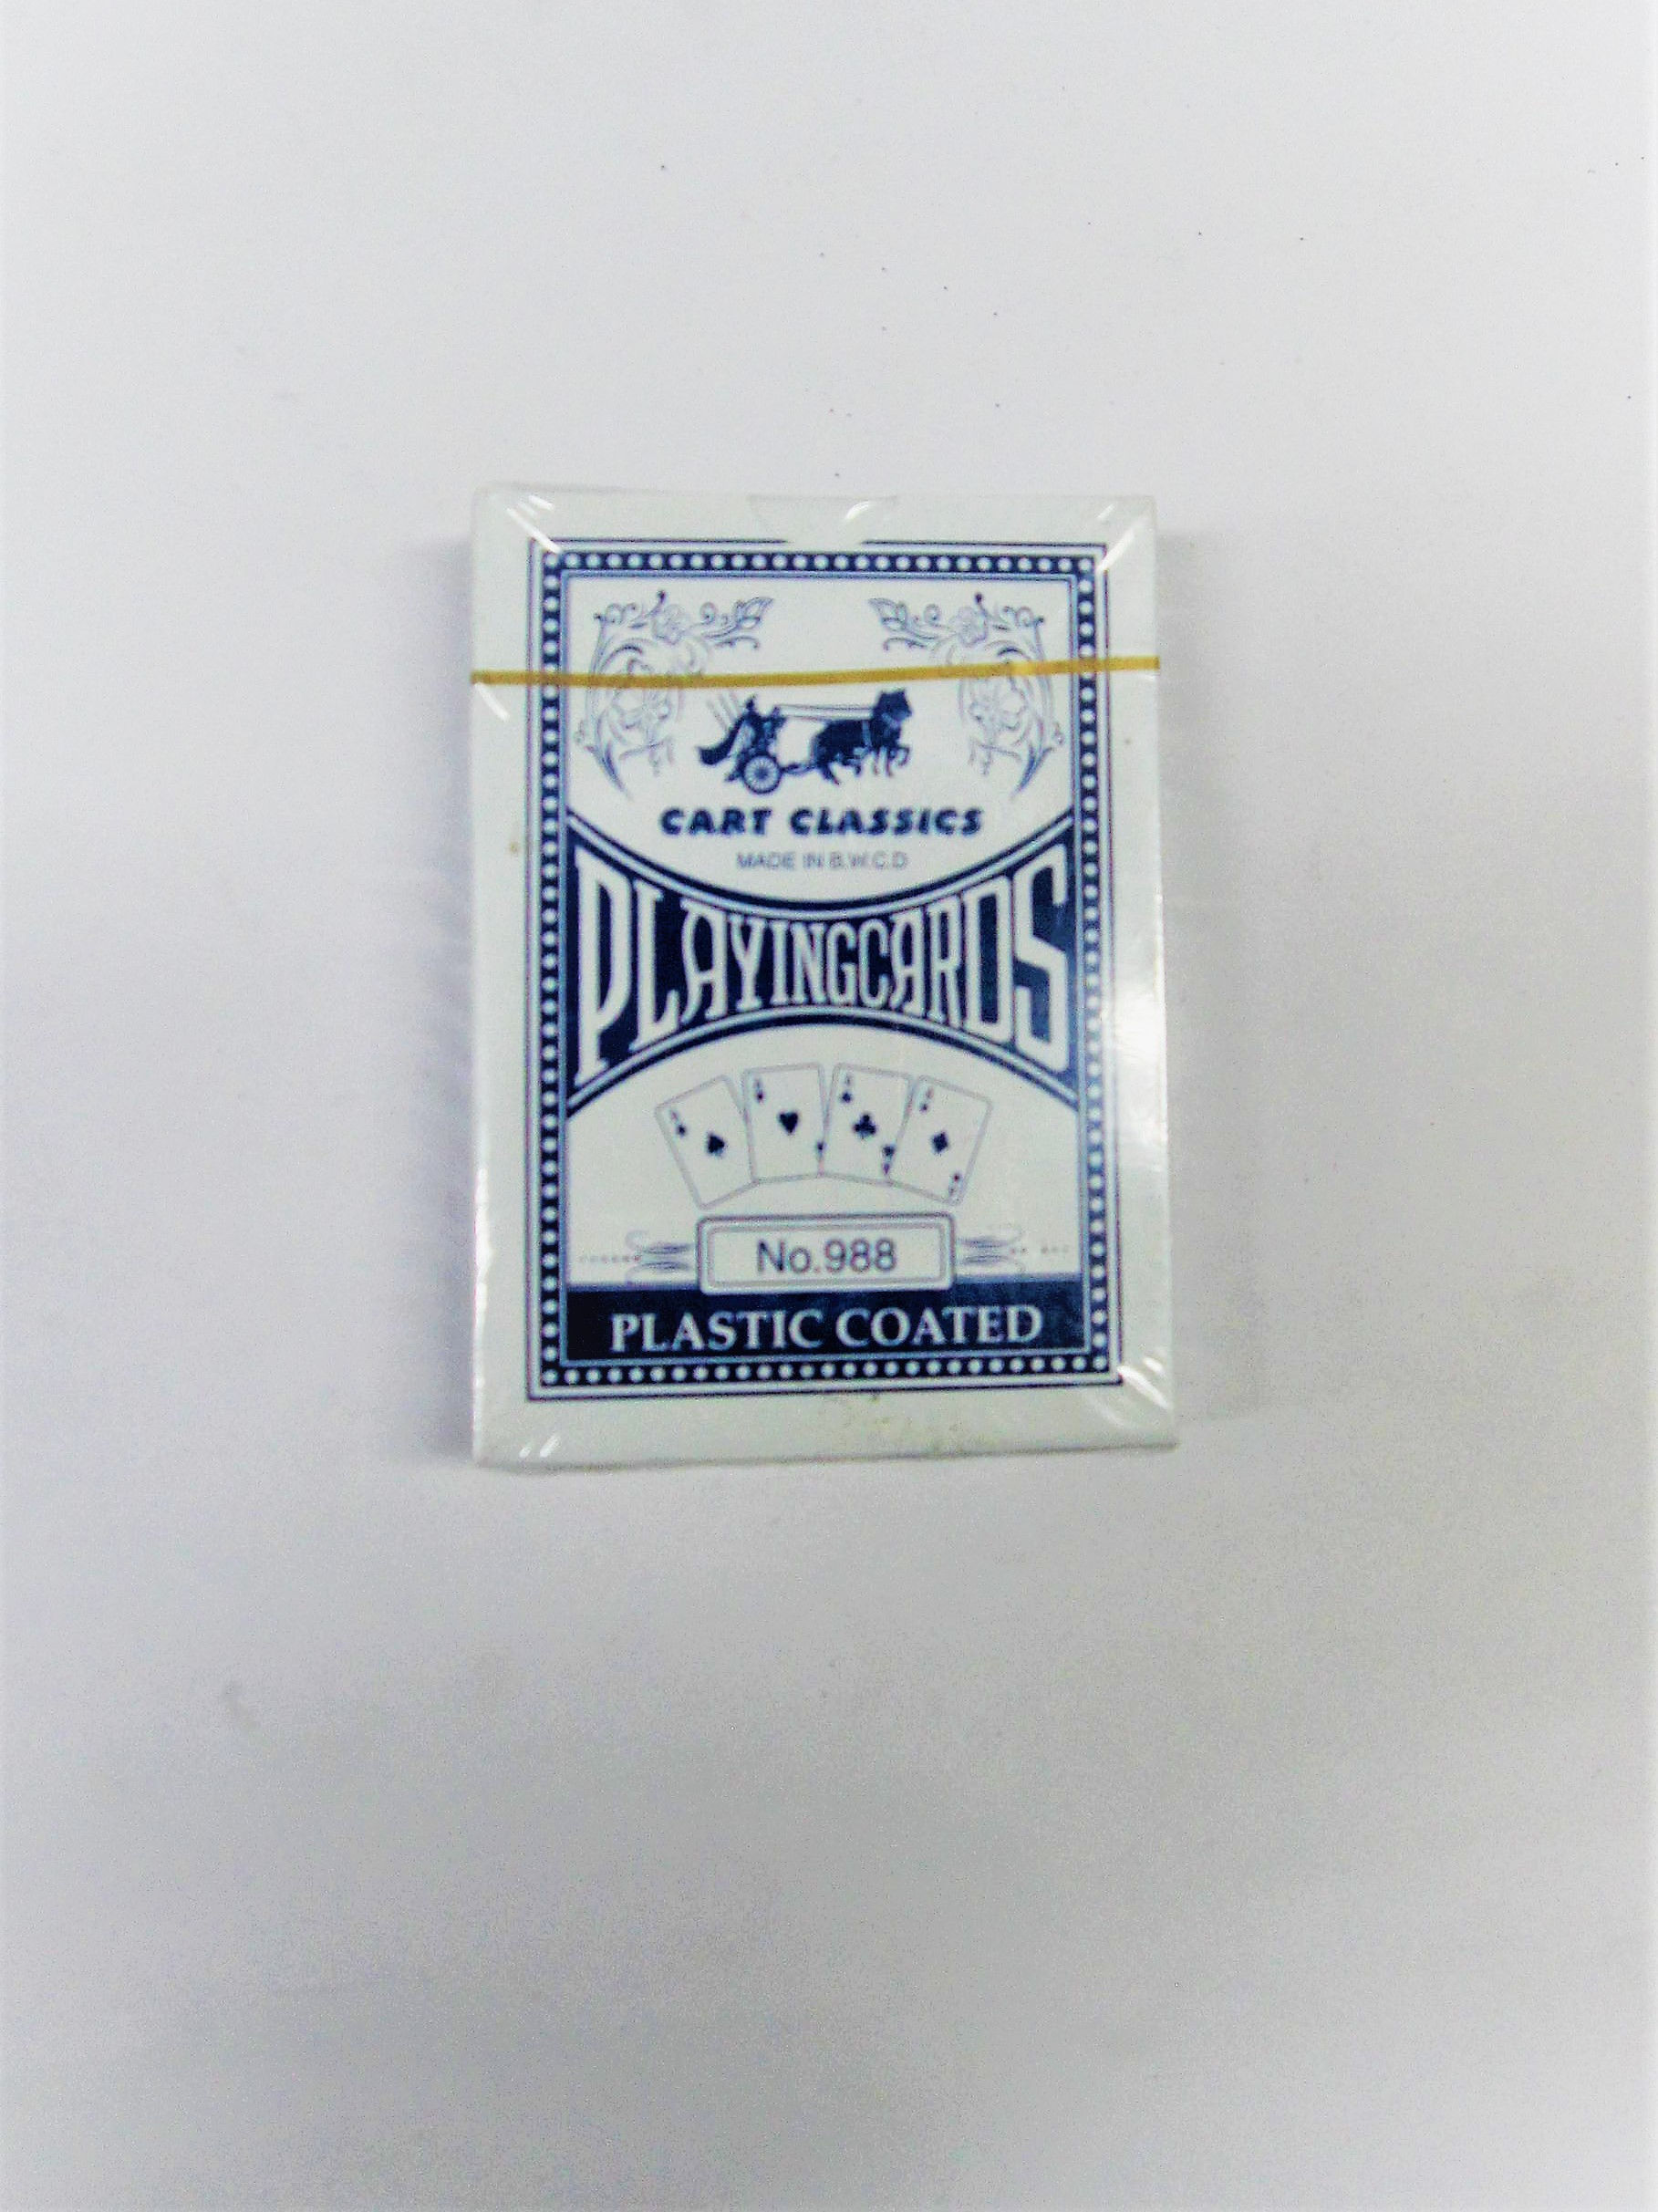 CART CLASSICS
MADE IN B.W.C.D
PLAYINGCARDS
No.988
PLASTIC COATED